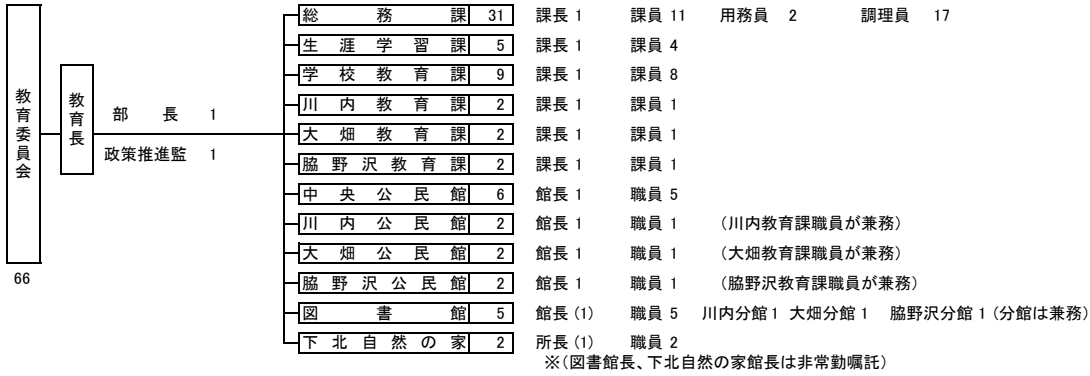 総務課 31 課長 1 課員 11 用務員 2 調理員 17
生涯学習課 5 課長 1 課員 4
学校教育課 9 課長 1 課員 8
川内教育課 2 課長 1 課員 1
大畑教育課 2 課長 1 課員 1
脇野沢教育課 2 課長 1 課員 1
中央公民館 6 館長 1 職員 5
川内公民館 2 館長 1 職員 1 (川内教育課職員が兼務)
大畑公民館 2 館長 1 職員 1 (大畑教育課職員が兼務)
脇野沢公民館 2 館長 1 職員 1 (脇野沢教育課職員が兼務)
図書館 5 館長 (1) 職員 5 川内分館 1 大畑分館 1 脇野沢分館 1 (分館は兼務)
下北自然の家 2 所長 (1) 職員 2
※(図書館長、下北自然の家館長は非常勤嘱託)
教育委員会
66
教育長
部長 1
政策推進監 1